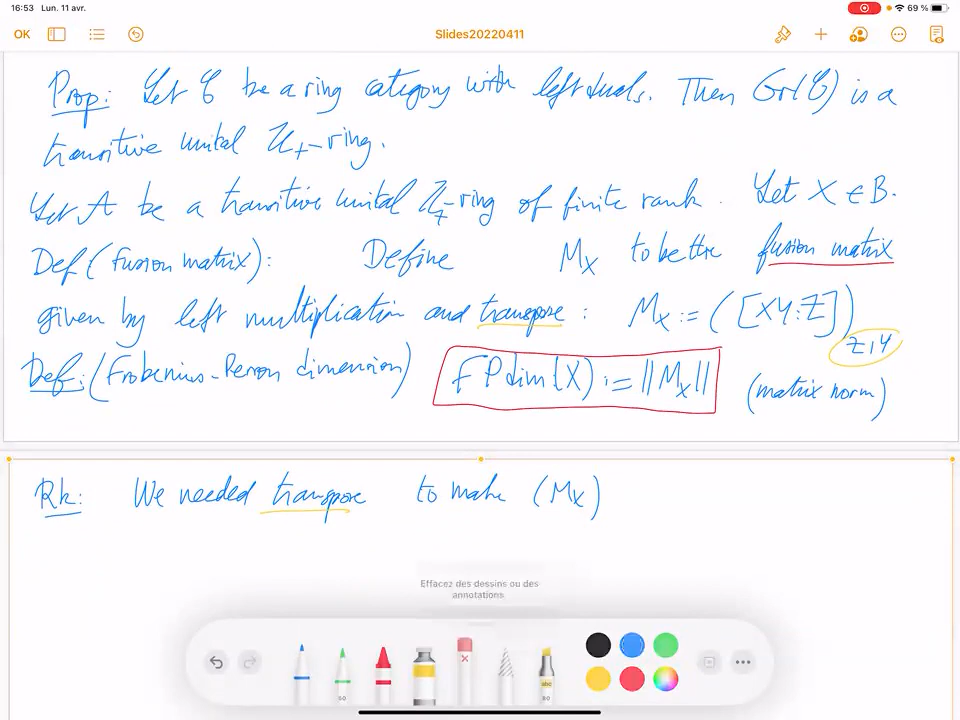 16:53 Lun. 11 avr.
69 %
OK
Slides20220411
Prop: Let 𝒞 be a ring category with left duals. Then Gr(𝒞) is a
transitive unital ℤ₊-ring.
Let A be a transitive unital ℤ₊-ring of finite rank. Let X ∈ B.
Def (fusion matrix): Define M_X to be the fusion matrix
given by left multiplication and transpose: M_X := ([XY:Z])_{Z,Y}
Def: (Frobenius-Perron dimension) FPdim(X) := ||M_X|| (matrix norm)
Rk: We needed transpose to make (M_X)
Effacez des dessins ou des
annotations